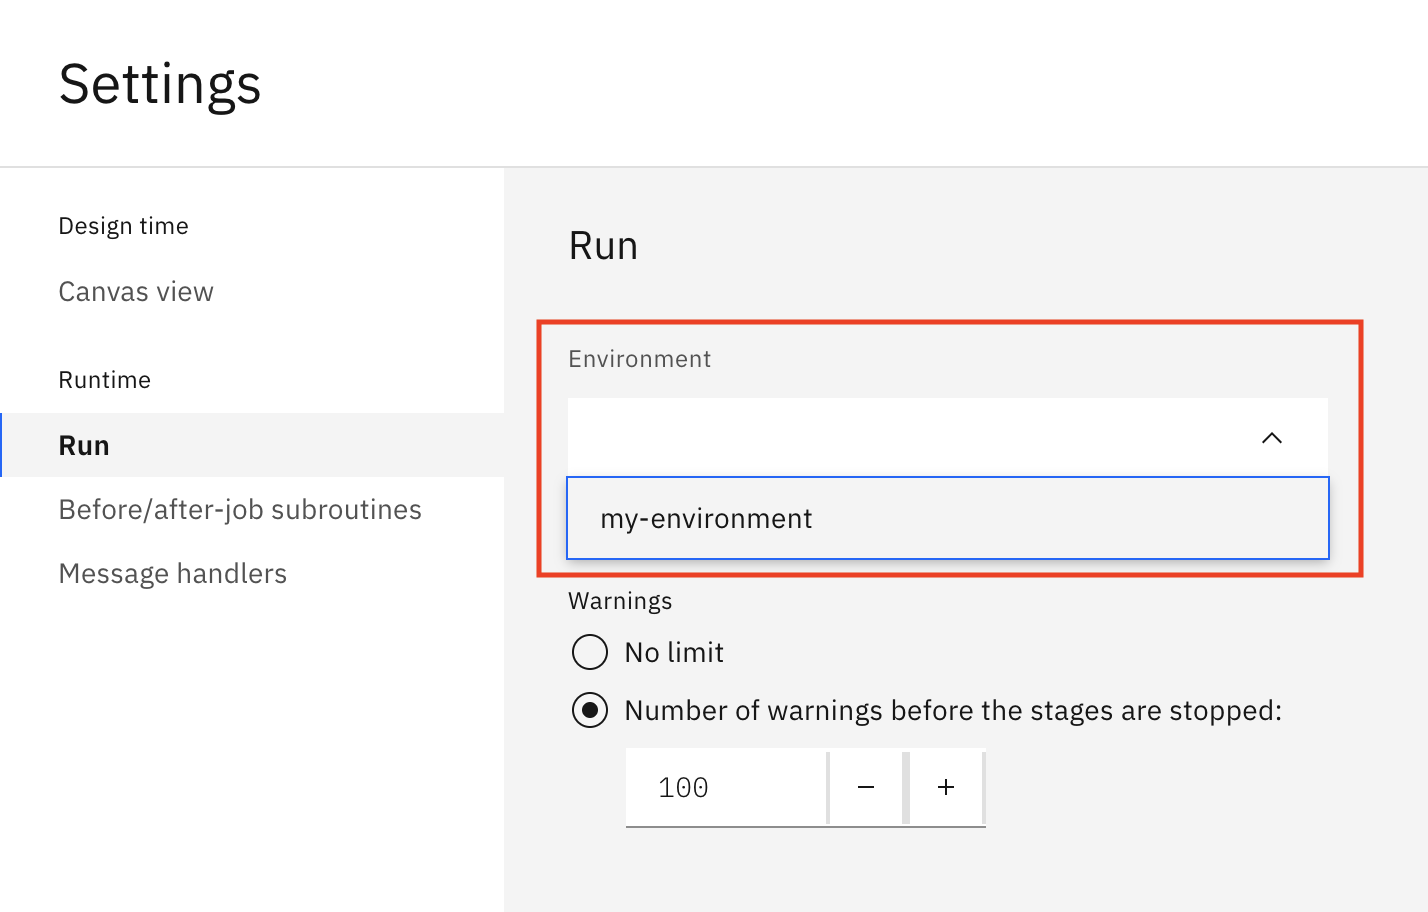 Settings
Design time
Canvas view
Runtime
Run
Before/after-job subroutines
Message handlers
Run
Environment
my-environment
Warnings
No limit
Number of warnings before the stages are stopped:
100